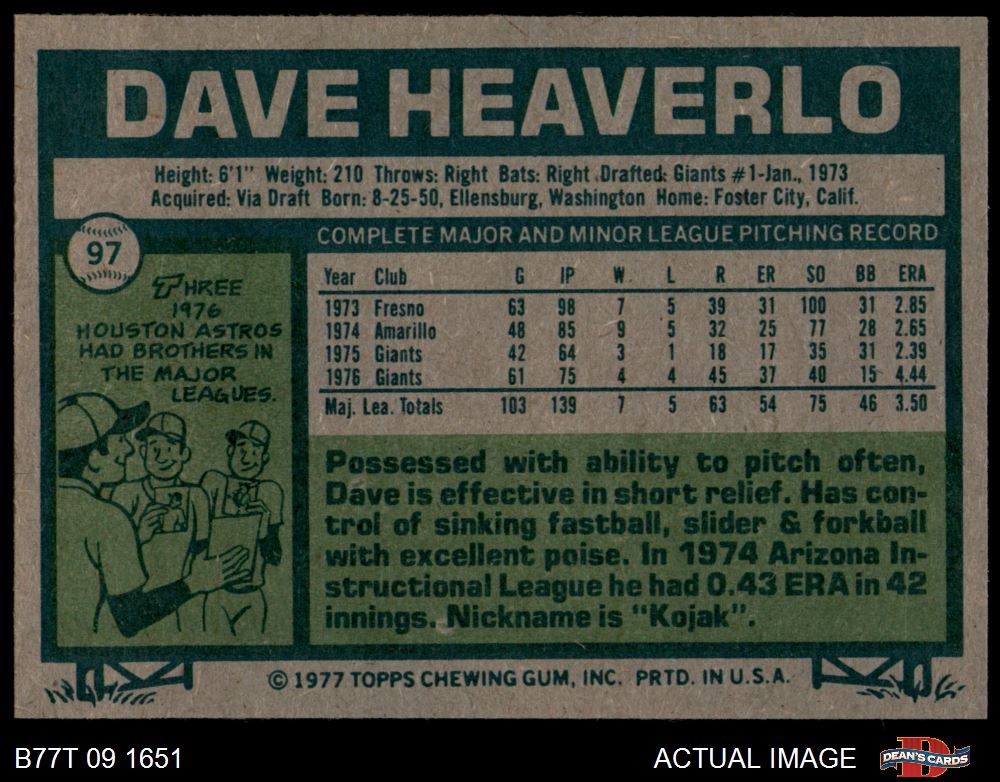 DAVE HEAVERLO
Height: 6'1" Weight: 210 Throws: Right Bats: Right Drafted: Giants #1-Jan., 1973
Acquired: Via Draft Born: 8-25-50, Ellensburg, Washington Home: Foster City, Calif.
97
THREE
1976
HOUSTON ASTROS
HAD BROTHERS IN
THE MAJOR
LEAGUES.
COMPLETE MAJOR AND MINOR LEAGUE PITCHING RECORD
Year Club G IP W L R ER SO BB ERA
1973 Fresno 63 98 7 5 39 31 100 31 2.85
1974 Amarillo 48 85 9 5 32 25 77 28 2.65
1975 Giants 42 64 3 1 18 17 35 31 2.39
1976 Giants 61 75 4 4 45 37 40 15 4.44
Maj. Lea. Totals 103 139 7 5 63 54 75 46 3.50
Possessed with ability to pitch often,
Dave is effective in short relief. Has con-
trol of sinking fastball, slider & forkball
with excellent poise. In 1974 Arizona In-
structional League he had 0.43 ERA in 42
innings. Nickname is "Kojak".
© 1977 TOPPS CHEWING GUM, INC. PRTD. IN U.S.A.
B77T 09 1651
ACTUAL IMAGE
D
DEAN'S CARDS